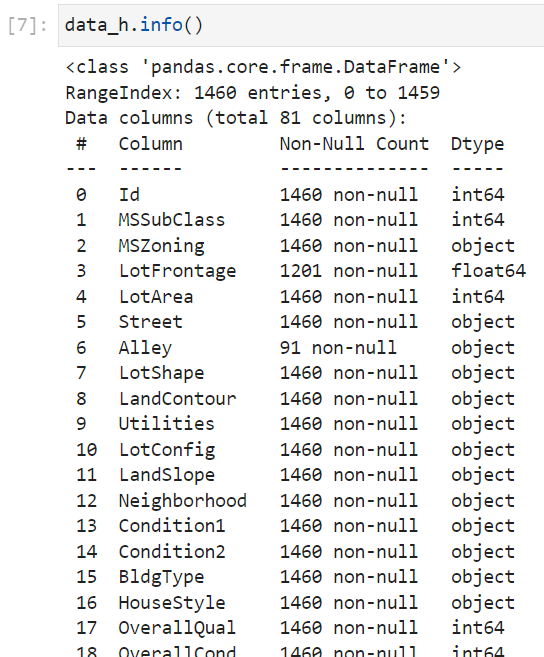 [7]: data_h.info()
<class 'pandas.core.frame.DataFrame'>
RangeIndex: 1460 entries, 0 to 1459
Data columns (total 81 columns):
 #   Column        Non-Null Count  Dtype
---  ------        --------------  -----
 0   Id            1460 non-null   int64
 1   MSSubClass    1460 non-null   int64
 2   MSZoning      1460 non-null   object
 3   LotFrontage   1201 non-null   float64
 4   LotArea       1460 non-null   int64
 5   Street        1460 non-null   object
 6   Alley         91 non-null     object
 7   LotShape      1460 non-null   object
 8   LandContour   1460 non-null   object
 9   Utilities     1460 non-null   object
 10  LotConfig     1460 non-null   object
 11  LandSlope     1460 non-null   object
 12  Neighborhood  1460 non-null   object
 13  Condition1    1460 non-null   object
 14  Condition2    1460 non-null   object
 15  BldgType      1460 non-null   object
 16  HouseStyle    1460 non-null   object
 17  OverallQual   1460 non-null   int64
 18  OverallCond   1460 non-null   int64